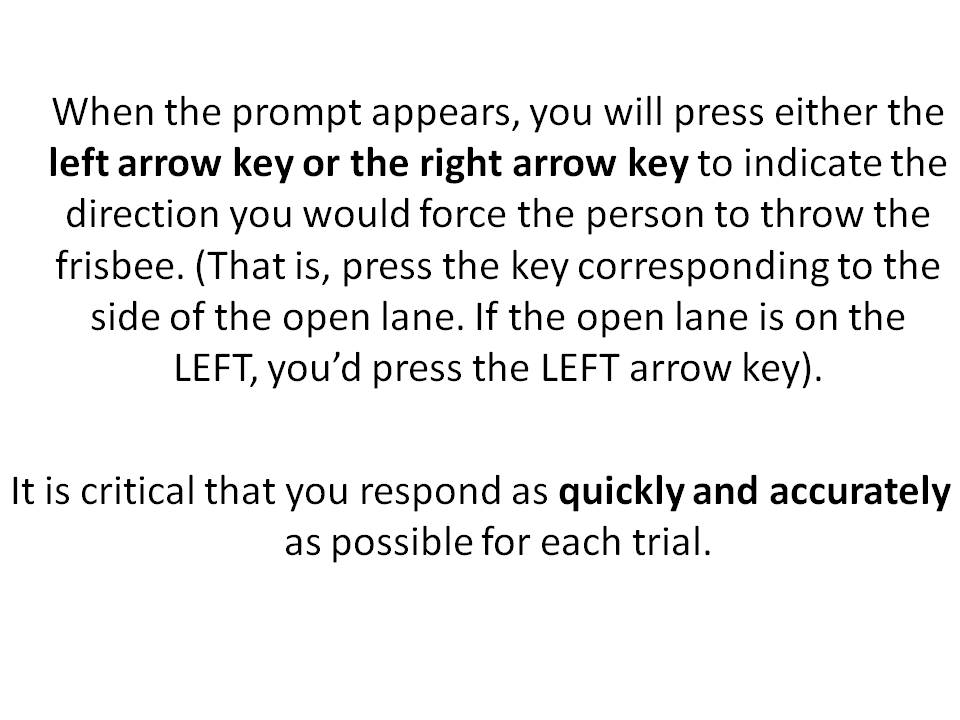 When the prompt appears, you will press either the
left arrow key or the right arrow key to indicate the
direction you would force the person to throw the
frisbee. (That is, press the key corresponding to the
side of the open lane. If the open lane is on the
LEFT, you’d press the LEFT arrow key).
It is critical that you respond as quickly and accurately
as possible for each trial.